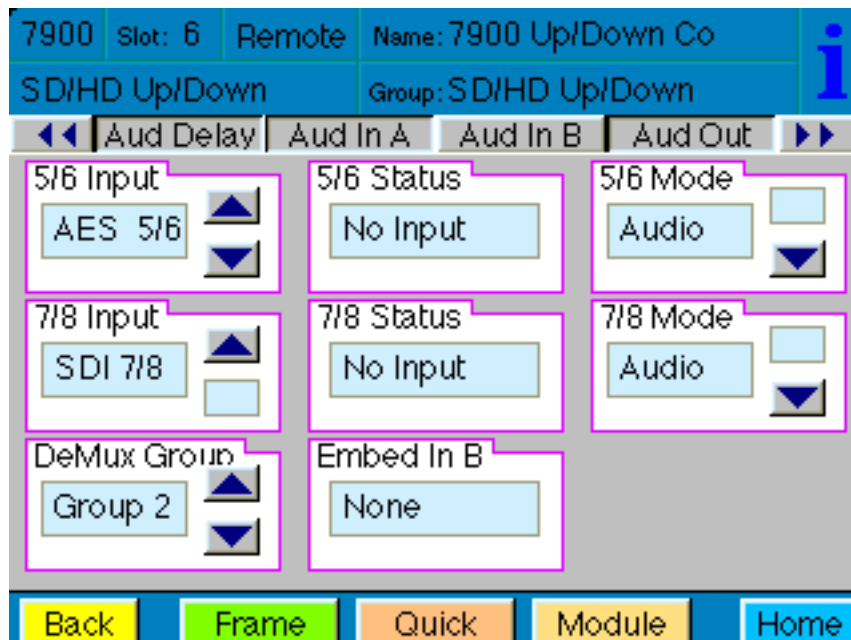 7900 Slot: 6 Remote Name: 7900 Up/Down Co
SD/HD Up/Down Group: SD/HD Up/Down
i
Aud Delay Aud In A Aud In B Aud Out
5/6 Input 5/6 Status 5/6 Mode
AES 5/6 No Input Audio
7/8 Input 7/8 Status 7/8 Mode
SDI 7/8 No Input Audio
DeMux Group Embed In B
Group 2 None
Back Frame Quick Module Home